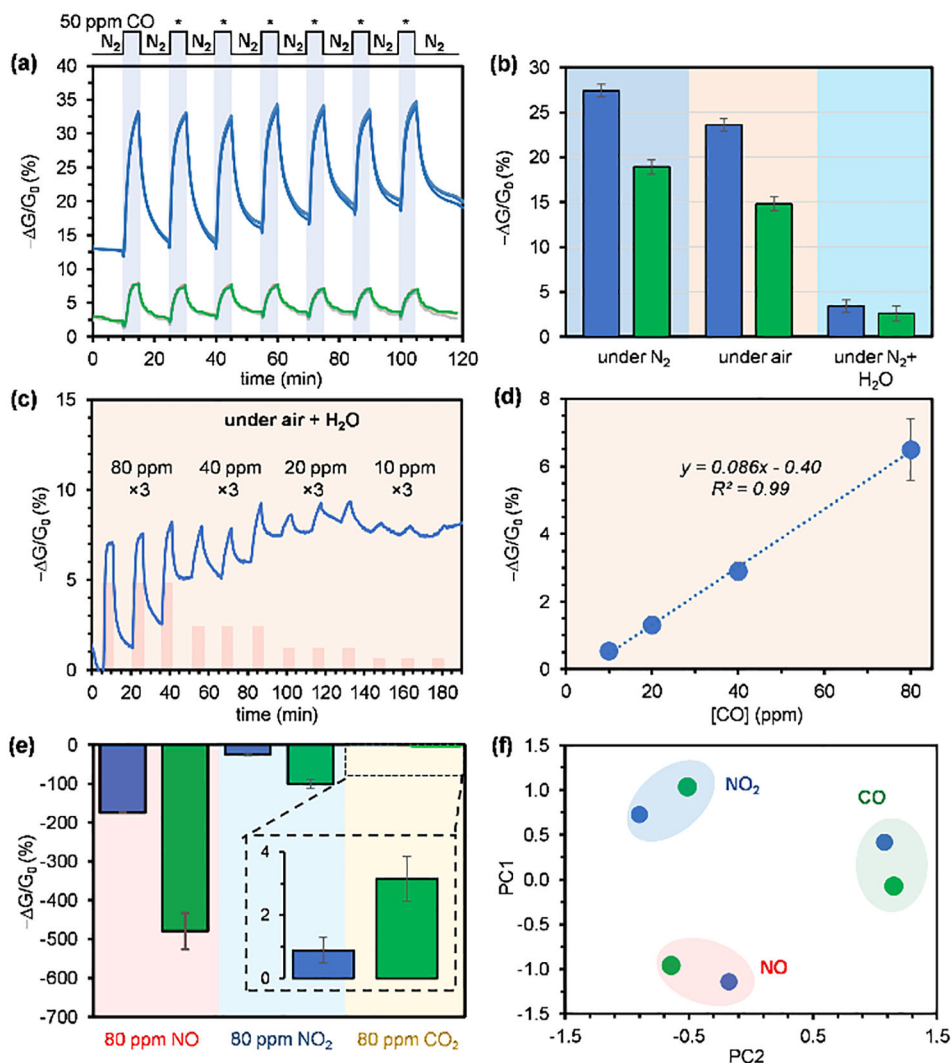 50 ppm CO * * * * * *
N₂ N₂ N₂ N₂ N₂ N₂ N₂ N₂
(a)
40
35
30
25
20
15
10
5
0
−ΔG/G₀ (%)
0 20 40 60 80 100 120
time (min)
(b)
30
25
20
15
10
5
0
−ΔG/G₀ (%)
under N₂ under air under N₂+
H₂O
(c)
15
10
5
0
−ΔG/G₀ (%)
under air + H₂O
80 ppm 40 ppm 20 ppm 10 ppm
×3 ×3 ×3 ×3
0 20 40 60 80 100 120 140 160 180
time (min)
(d)
8
6
4
2
0
−ΔG/G₀ (%)
y = 0.086x - 0.40
R² = 0.99
0 20 40 60 80
[CO] (ppm)
(e)
0
-100
-200
-300
-400
-500
-600
-700
−ΔG/G₀ (%)
4
2
0
80 ppm NO 80 ppm NO₂ 80 ppm CO₂
(f)
1.5
1.0
0.5
0.0
-0.5
-1.0
-1.5
PC1
NO₂
CO
NO
-1.5 -0.5 0.5 1.5
PC2